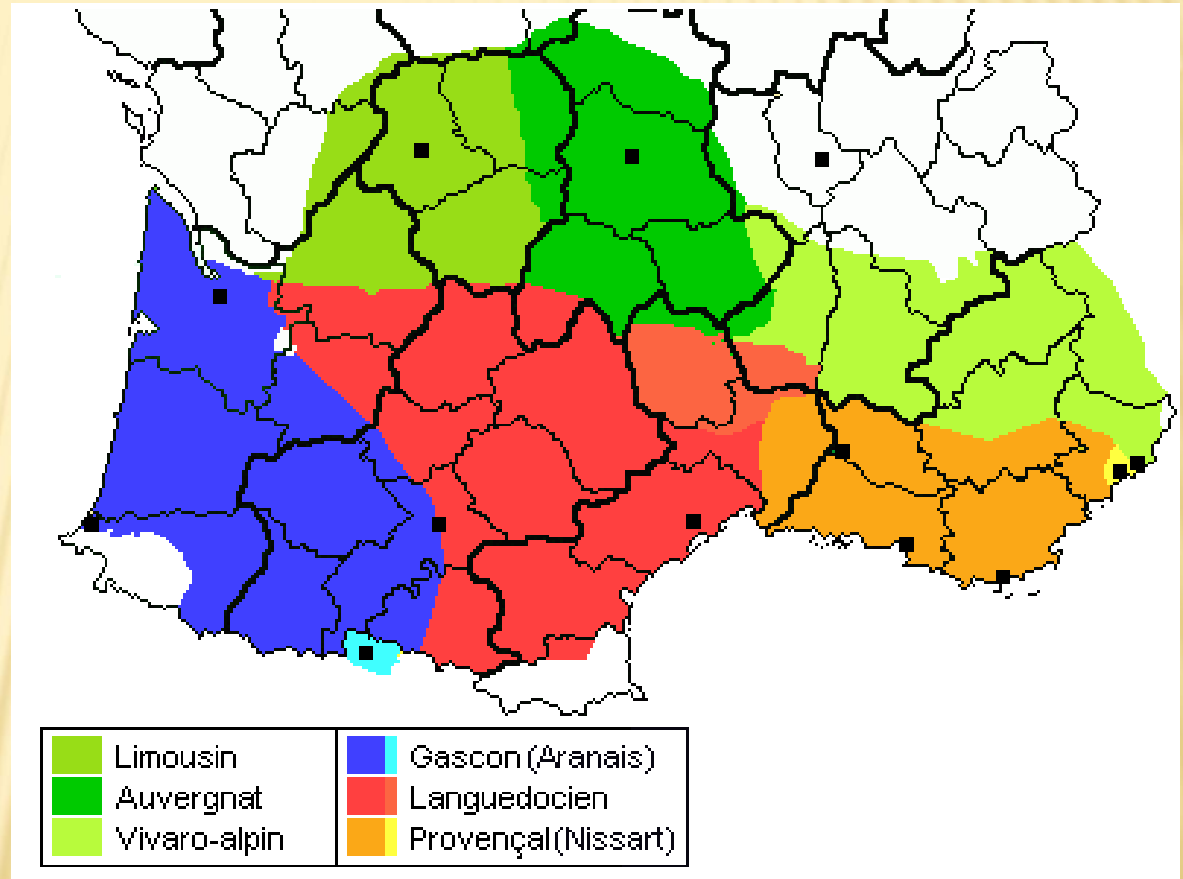 Limousin
Auvergnat
Vivaro-alpin
Gascon (Aranais)
Languedocien
Provençal (Nissart)